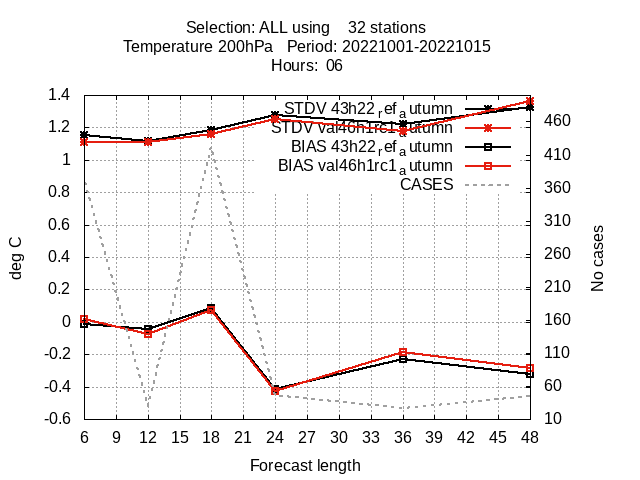 Selection: ALL using    32 stations
Temperature 200hPa   Period: 20221001-20221015
Hours: 06
STDV 43h22_ref_autumn
STDV val46h1rc1_autumn
BIAS 43h22_ref_autumn
BIAS val46h1rc1_autumn
CASES
1.4
1.2
1
0.8
0.6
0.4
0.2
0
-0.2
-0.4
-0.6
deg C
460
410
360
310
260
210
160
110
60
10
No cases
6 9 12 15 18 21 24 27 30 33 36 39 42 45 48
Forecast length